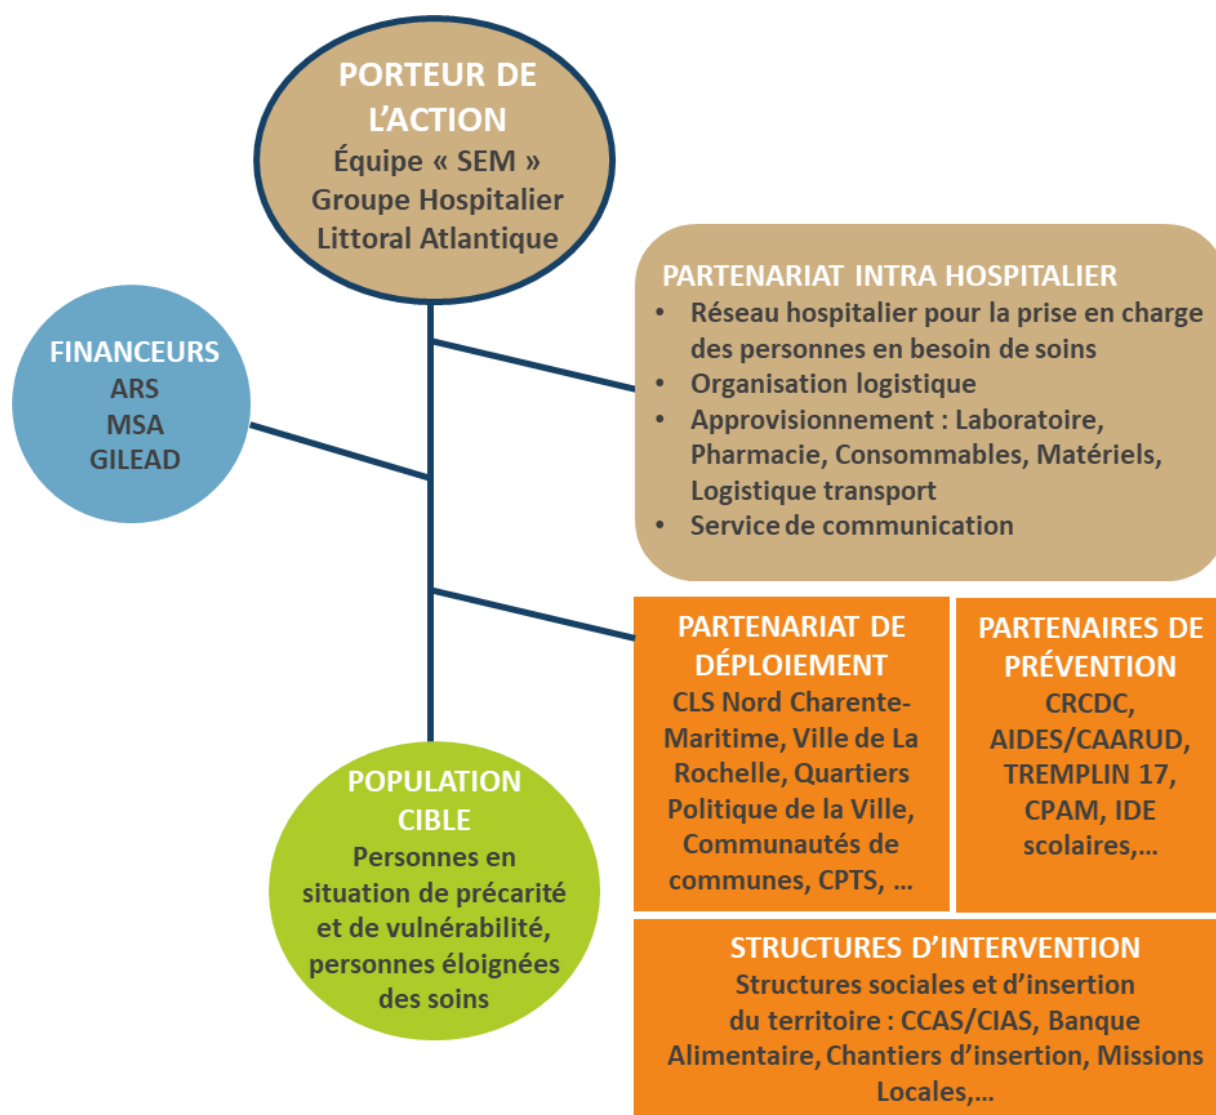 PORTEUR DE
L’ACTION
Équipe « SEM »
Groupe Hospitalier
Littoral Atlantique
FINANCEURS
ARS
MSA
GILEAD
PARTENARIAT INTRA HOSPITALIER
• Réseau hospitalier pour la prise en charge
des personnes en besoin de soins
• Organisation logistique
• Approvisionnement : Laboratoire,
Pharmacie, Consommables, Matériels,
Logistique transport
• Service de communication
PARTENARIAT DE
DÉPLOIEMENT
CLS Nord Charente-
Maritime, Ville de La
Rochelle, Quartiers
Politique de la Ville,
Communautés de
communes, CPTS, …
PARTENAIRES DE
PRÉVENTION
CRCDC,
AIDES/CAARUD,
TREMPLIN 17,
CPAM, IDE
scolaires,…
POPULATION
CIBLE
Personnes en
situation de précarité
et de vulnérabilité,
personnes éloignées
des soins
STRUCTURES D’INTERVENTION
Structures sociales et d’insertion
du territoire : CCAS/CIAS, Banque
Alimentaire, Chantiers d’insertion, Missions
Locales,…